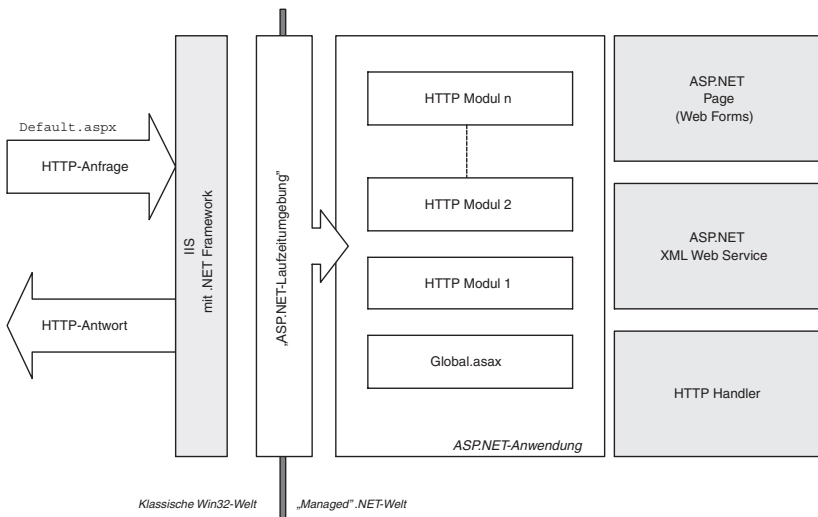 Default.aspx
HTTP-Anfrage
HTTP-Antwort
IIS
mit .NET Framework
„ASP.NET-Laufzeitumgebung”
HTTP Modul n
HTTP Modul 2
HTTP Modul 1
Global.asax
ASP.NET-Anwendung
ASP.NET
Page
(Web Forms)
ASP.NET
XML Web Service
HTTP Handler
Klassische Win32-Welt
„Managed” .NET-Welt